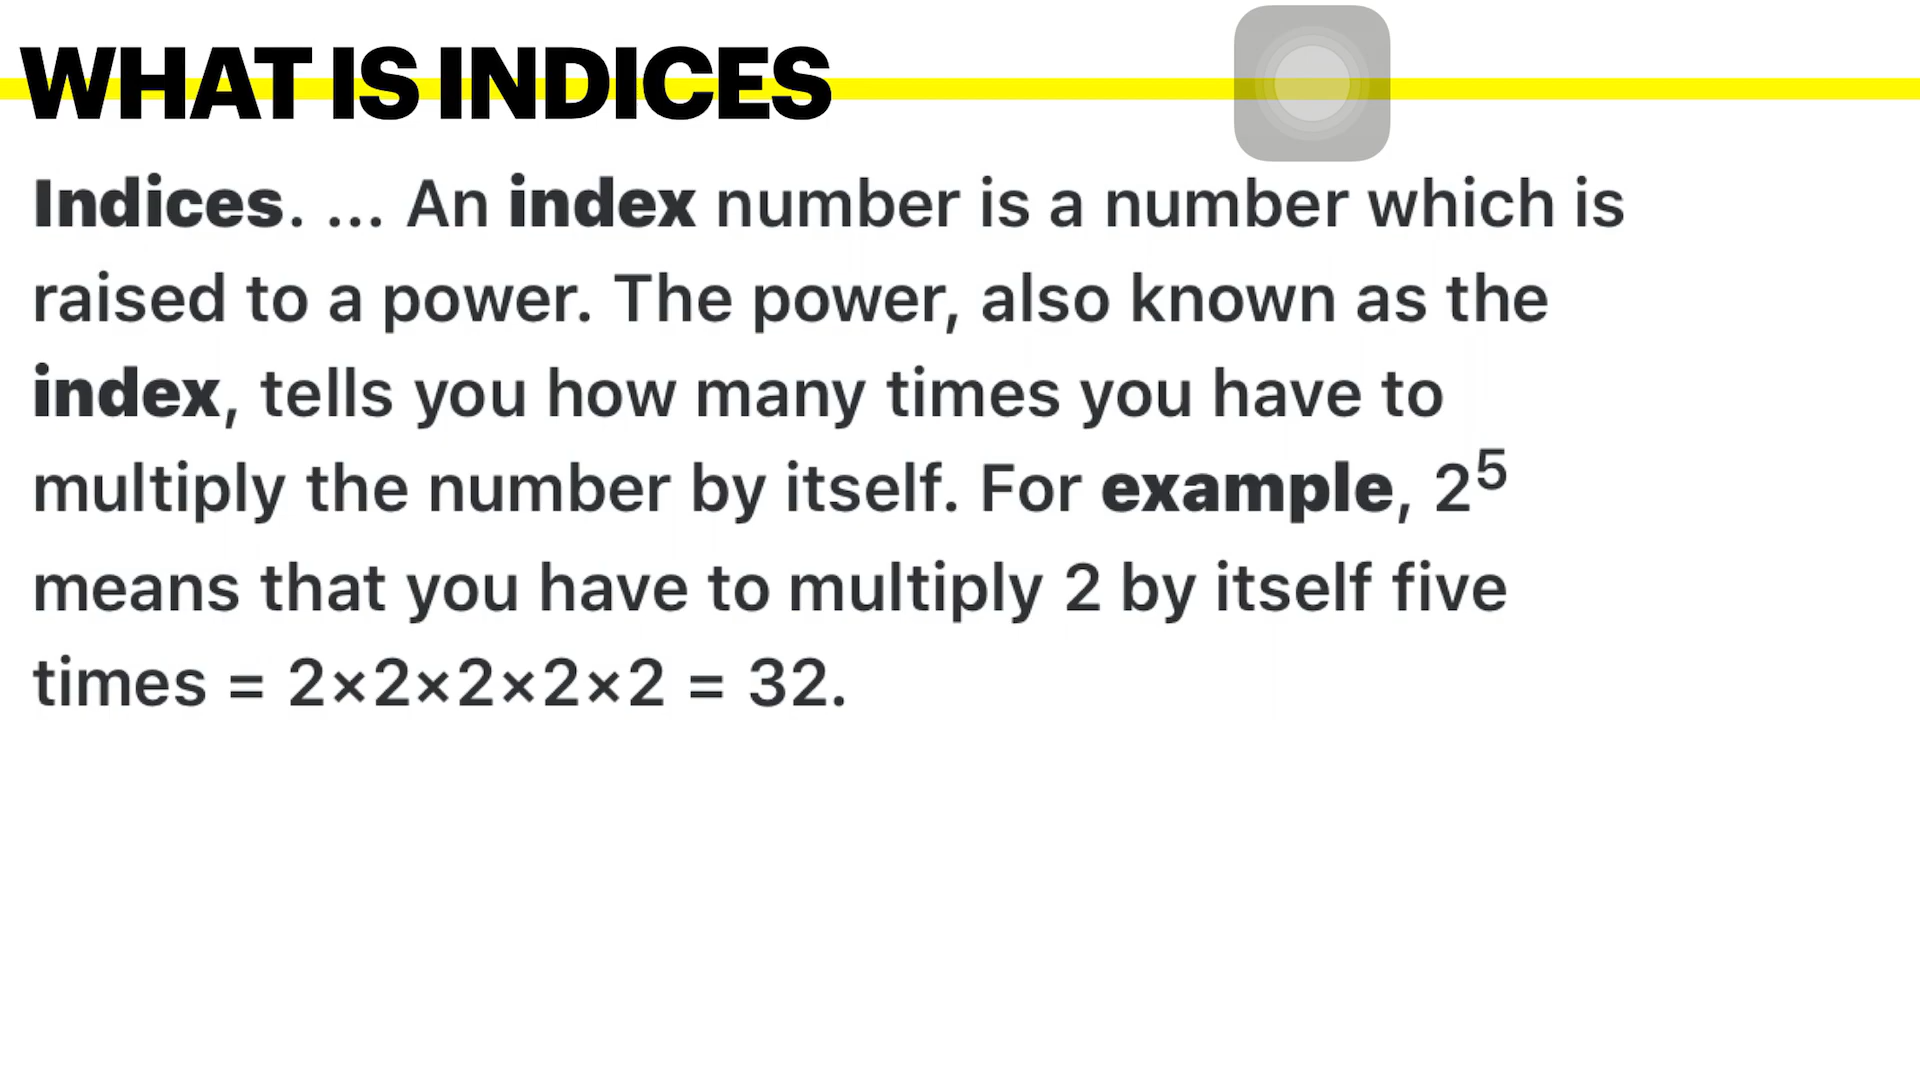 WHAT IS INDICES
Indices. ... An index number is a number which is
raised to a power. The power, also known as the
index, tells you how many times you have to
multiply the number by itself. For example, 2⁵
means that you have to multiply 2 by itself five
times = 2×2×2×2×2 = 32.